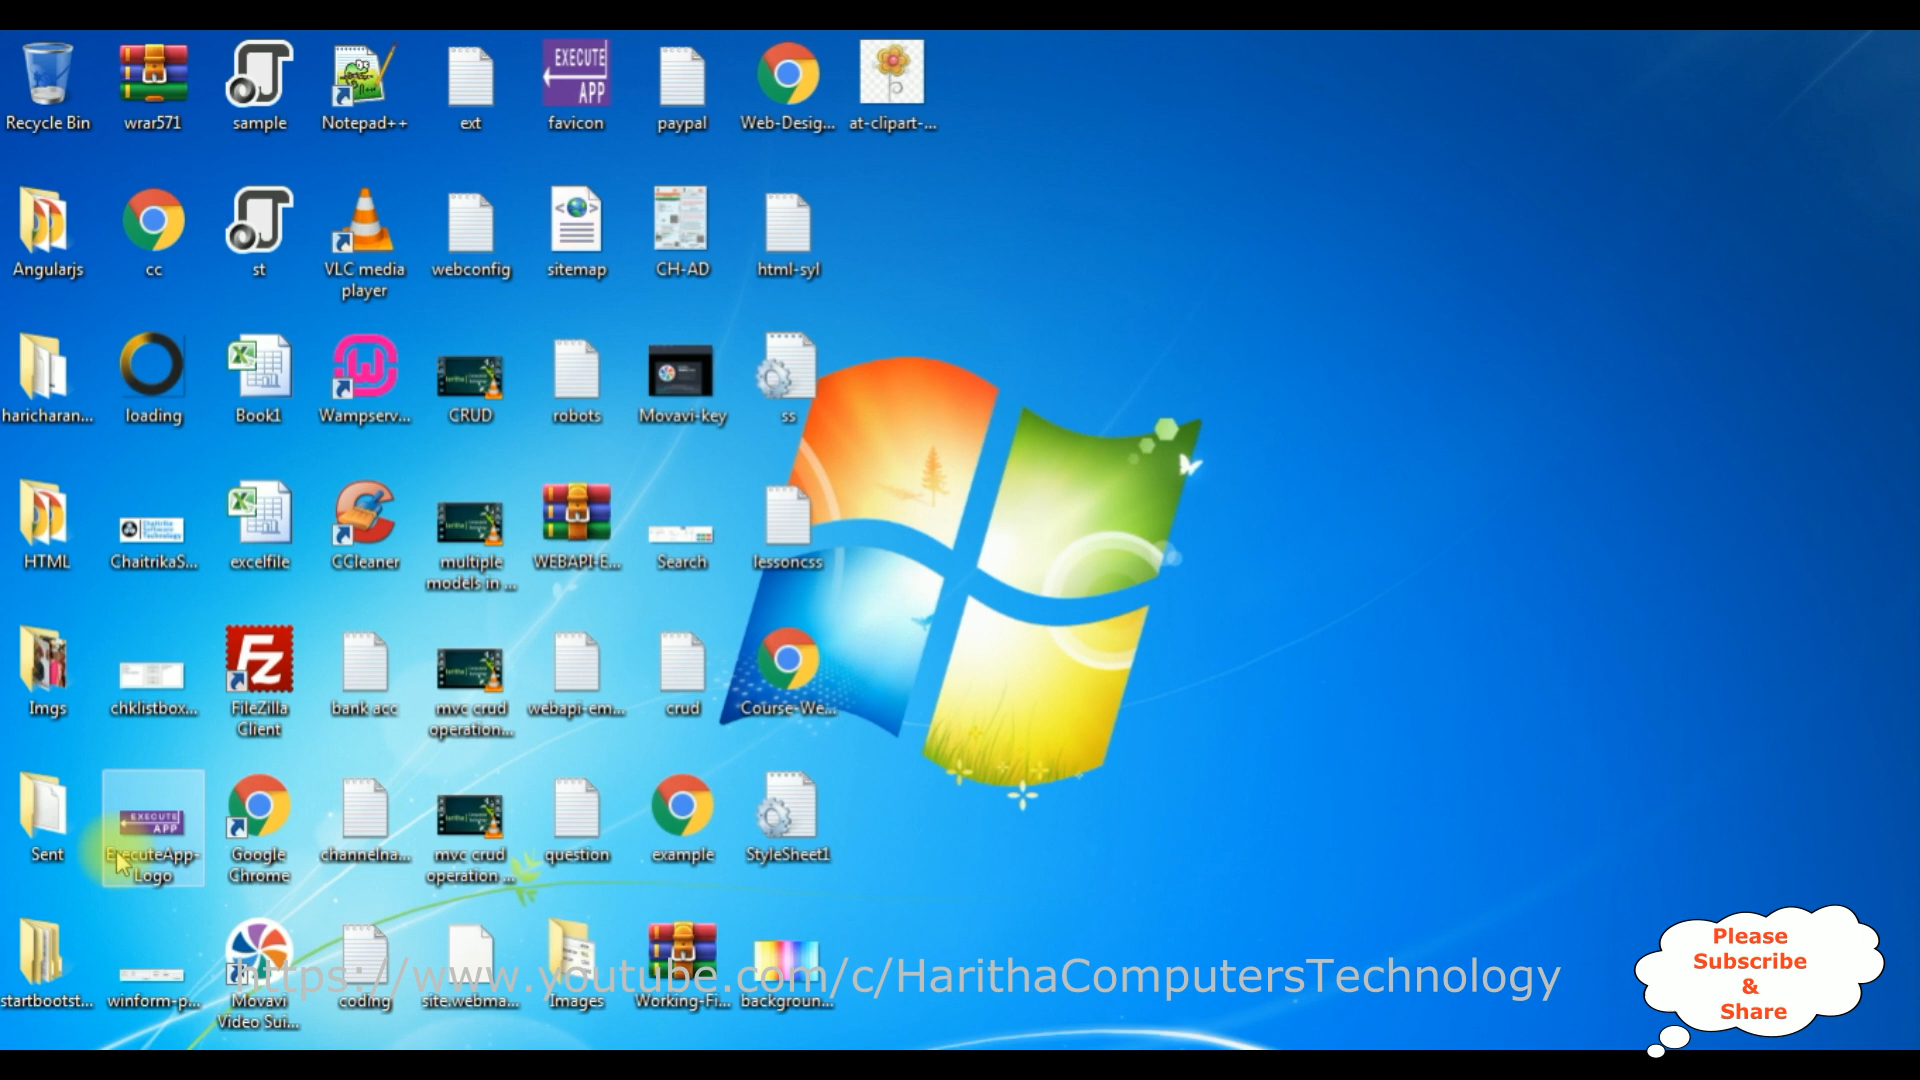 Recycle Bin
wrar571
sample
Notepad++
ext
EXECUTE
APP
favicon
paypal
Web-Desig...
at-clipart-...
Angularjs
cc
st
VLC media
player
webconfig
sitemap
CH-AD
html-syl
haricharan...
loading
Book1
Wampserv...
CRUD
robots
Movavi-key
ss
HTML
ChaitrikaS...
excelfile
CCleaner
multiple
models in ...
WEBAPI-E...
Search
lessoncss
Imgs
chklistbox...
FileZilla
Client
bank acc
mvc crud
operation...
webapi-em...
crud
Course-We...
Sent
EXECUTE
APP
ExecuteApp-
Logo
Google
Chrome
channelna...
mvc crud
operation ...
question
example
StyleSheet1
startbootst...
winform-p...
Movavi
Video Sui...
coding
site.webma...
Images
Working-Fi...
backgroun...
https://www.youtube.com/c/HarithaComputersTechnology
Please
Subscribe
&
Share